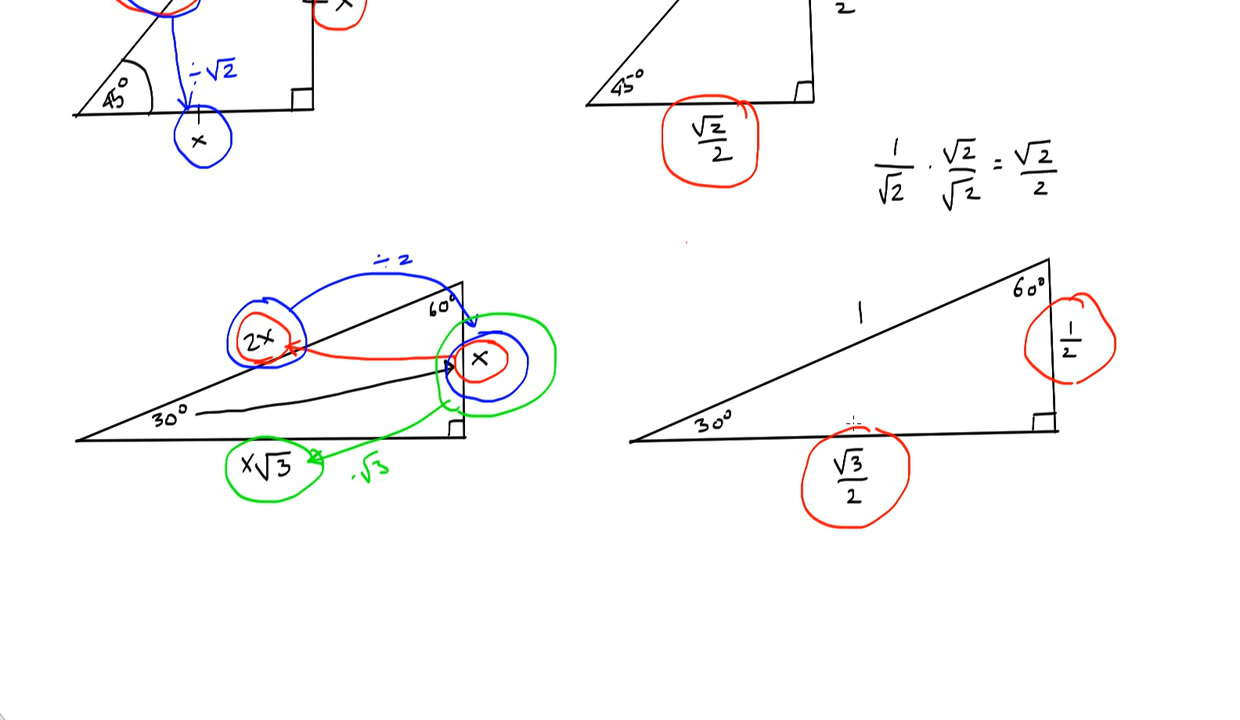 x
2
÷√2
45°
45°
x
√2/2
1/√2 · √2/√2 = √2/2
÷2
60°
60°
2x
x
1
1/2
30°
30°
x√3
·√3
√3/2